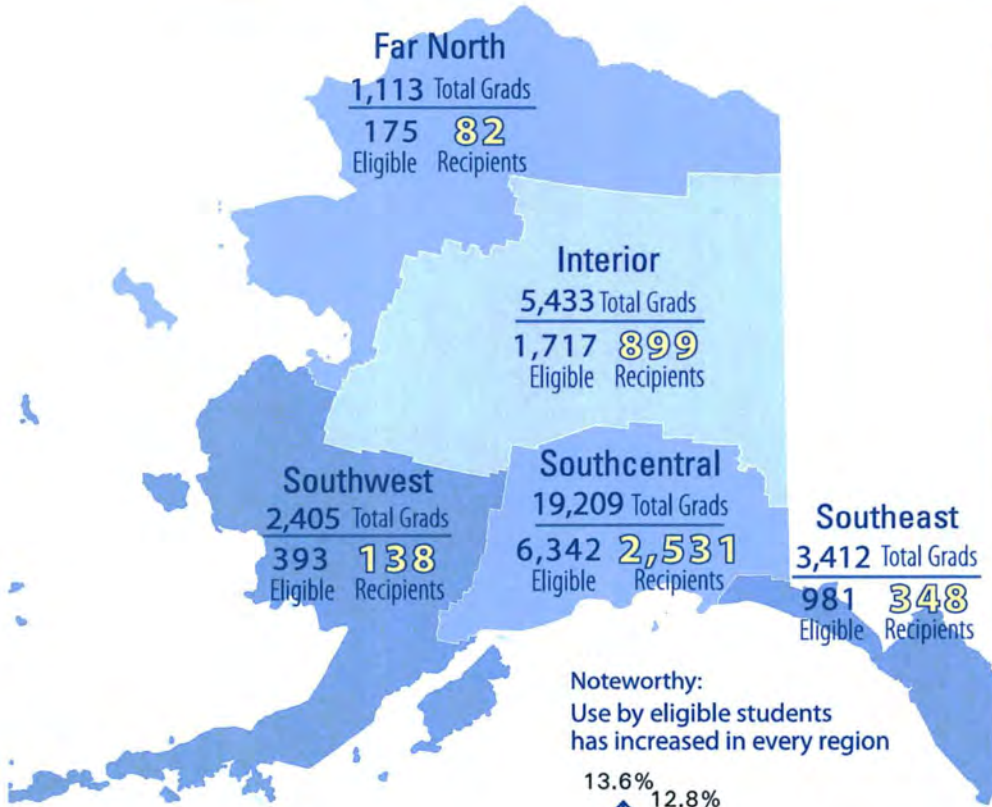 Far North
1,113 Total Grads
175 82
Eligible Recipients
Interior
5,433 Total Grads
1,717 899
Eligible Recipients
Southwest
2,405 Total Grads
393 138
Eligible Recipients
Southcentral
19,209 Total Grads
6,342 2,531
Eligible Recipients
Southeast
3,412 Total Grads
981 348
Eligible Recipients
Noteworthy:
Use by eligible students
has increased in every region
13.6%
12.8%